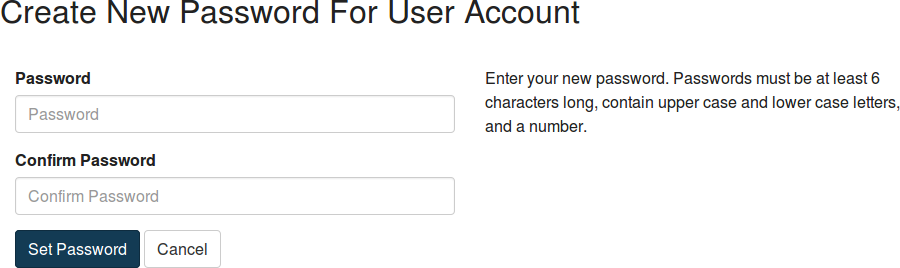 Create New Password For User Account
Password
Password
Confirm Password
Confirm Password
Set Password Cancel
Enter your new password. Passwords must be at least 6
characters long, contain upper case and lower case letters,
and a number.